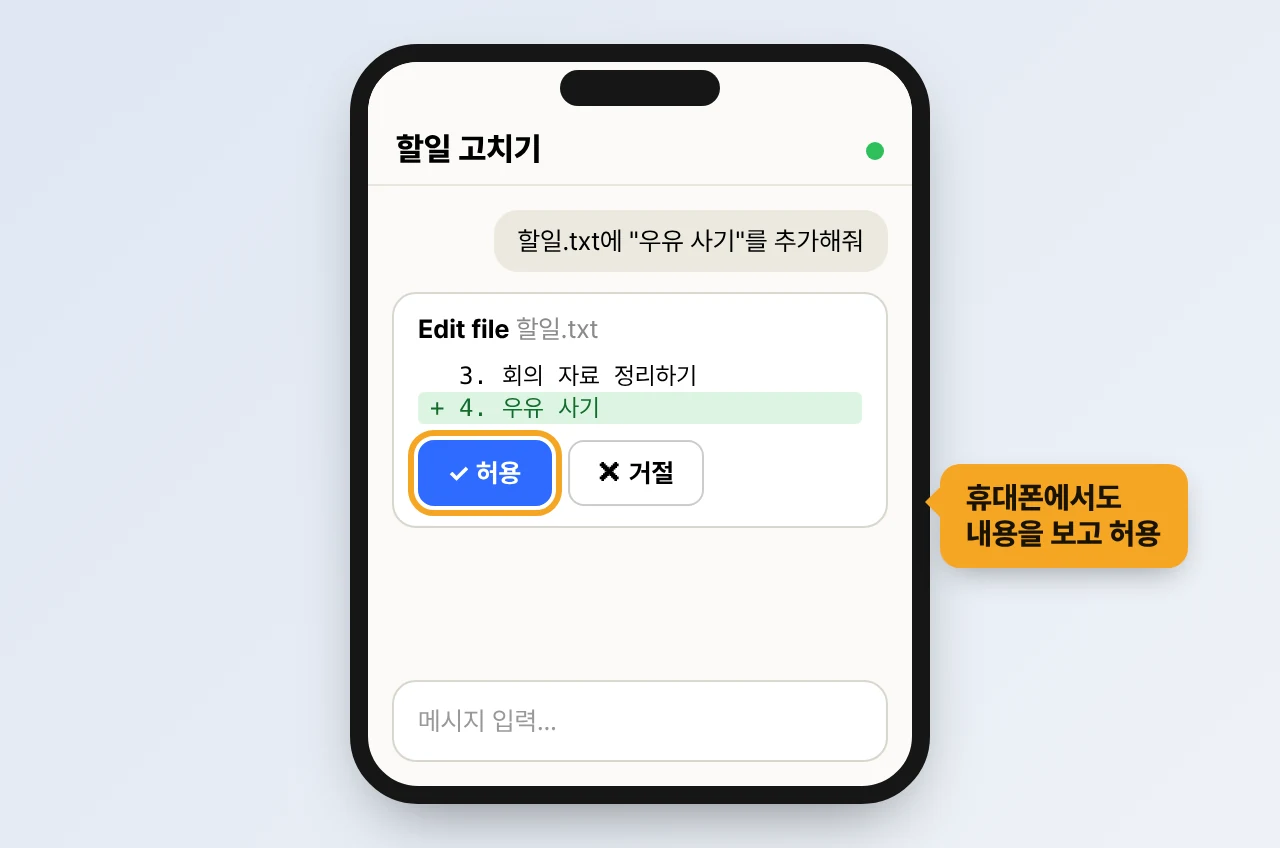 할일 고치기
할일.txt에 "우유 사기"를 추가해줘
Edit file 할일.txt
3. 회의 자료 정리하기
+ 4. 우유 사기
✓ 허용
✖ 거절
휴대폰에서도
내용을 보고 허용
메시지 입력...